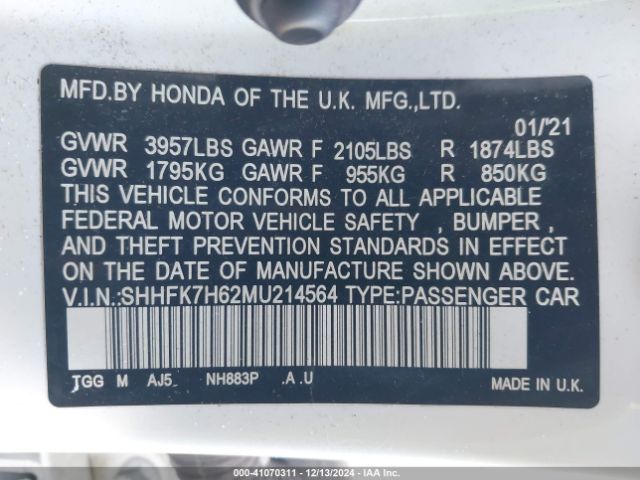 MFD.BY HONDA OF THE U.K. MFG.,LTD.
01/'21
GVWR 3957LBS GAWR F 2105LBS R 1874LBS
GVWR 1795KG GAWR F 955KG R 850KG
THIS VEHICLE CONFORMS TO ALL APPLICABLE
FEDERAL MOTOR VEHICLE SAFETY , BUMPER ,
AND THEFT PREVENTION STANDARDS IN EFFECT
ON THE DATE OF MANUFACTURE SHOWN ABOVE.
V.I.N.:SHHFK7H62MU214564 TYPE:PASSENGER CAR
TGG M AJ5 NH883P .A .U MADE IN U.K.
000-41070311 - 12/13/2024 - IAA Inc.